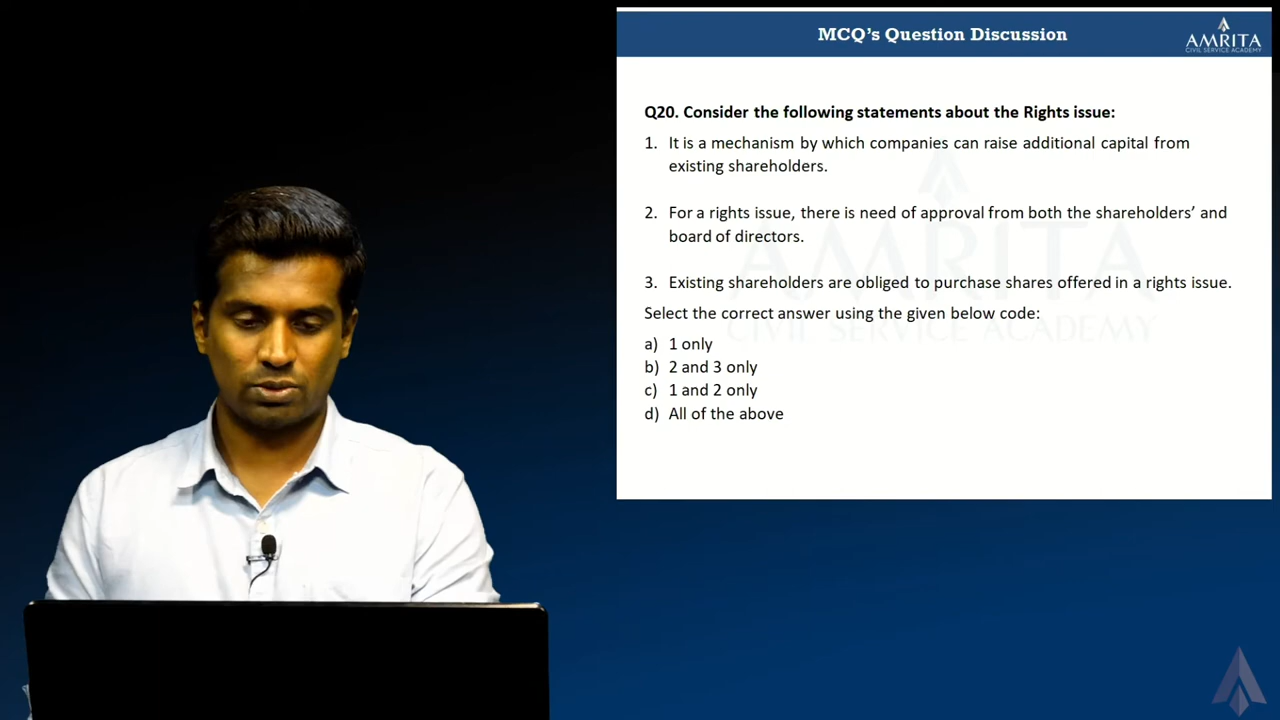 MCQ's Question Discussion
AMRITA
CIVIL SERVICE ACADEMY
Q20. Consider the following statements about the Rights issue:
1. It is a mechanism by which companies can raise additional capital from
existing shareholders.
2. For a rights issue, there is need of approval from both the shareholders’ and
board of directors.
3. Existing shareholders are obliged to purchase shares offered in a rights issue.
Select the correct answer using the given below code:
a) 1 only
b) 2 and 3 only
c) 1 and 2 only
d) All of the above
AMRITA
CIVIL SERVICE ACADEMY